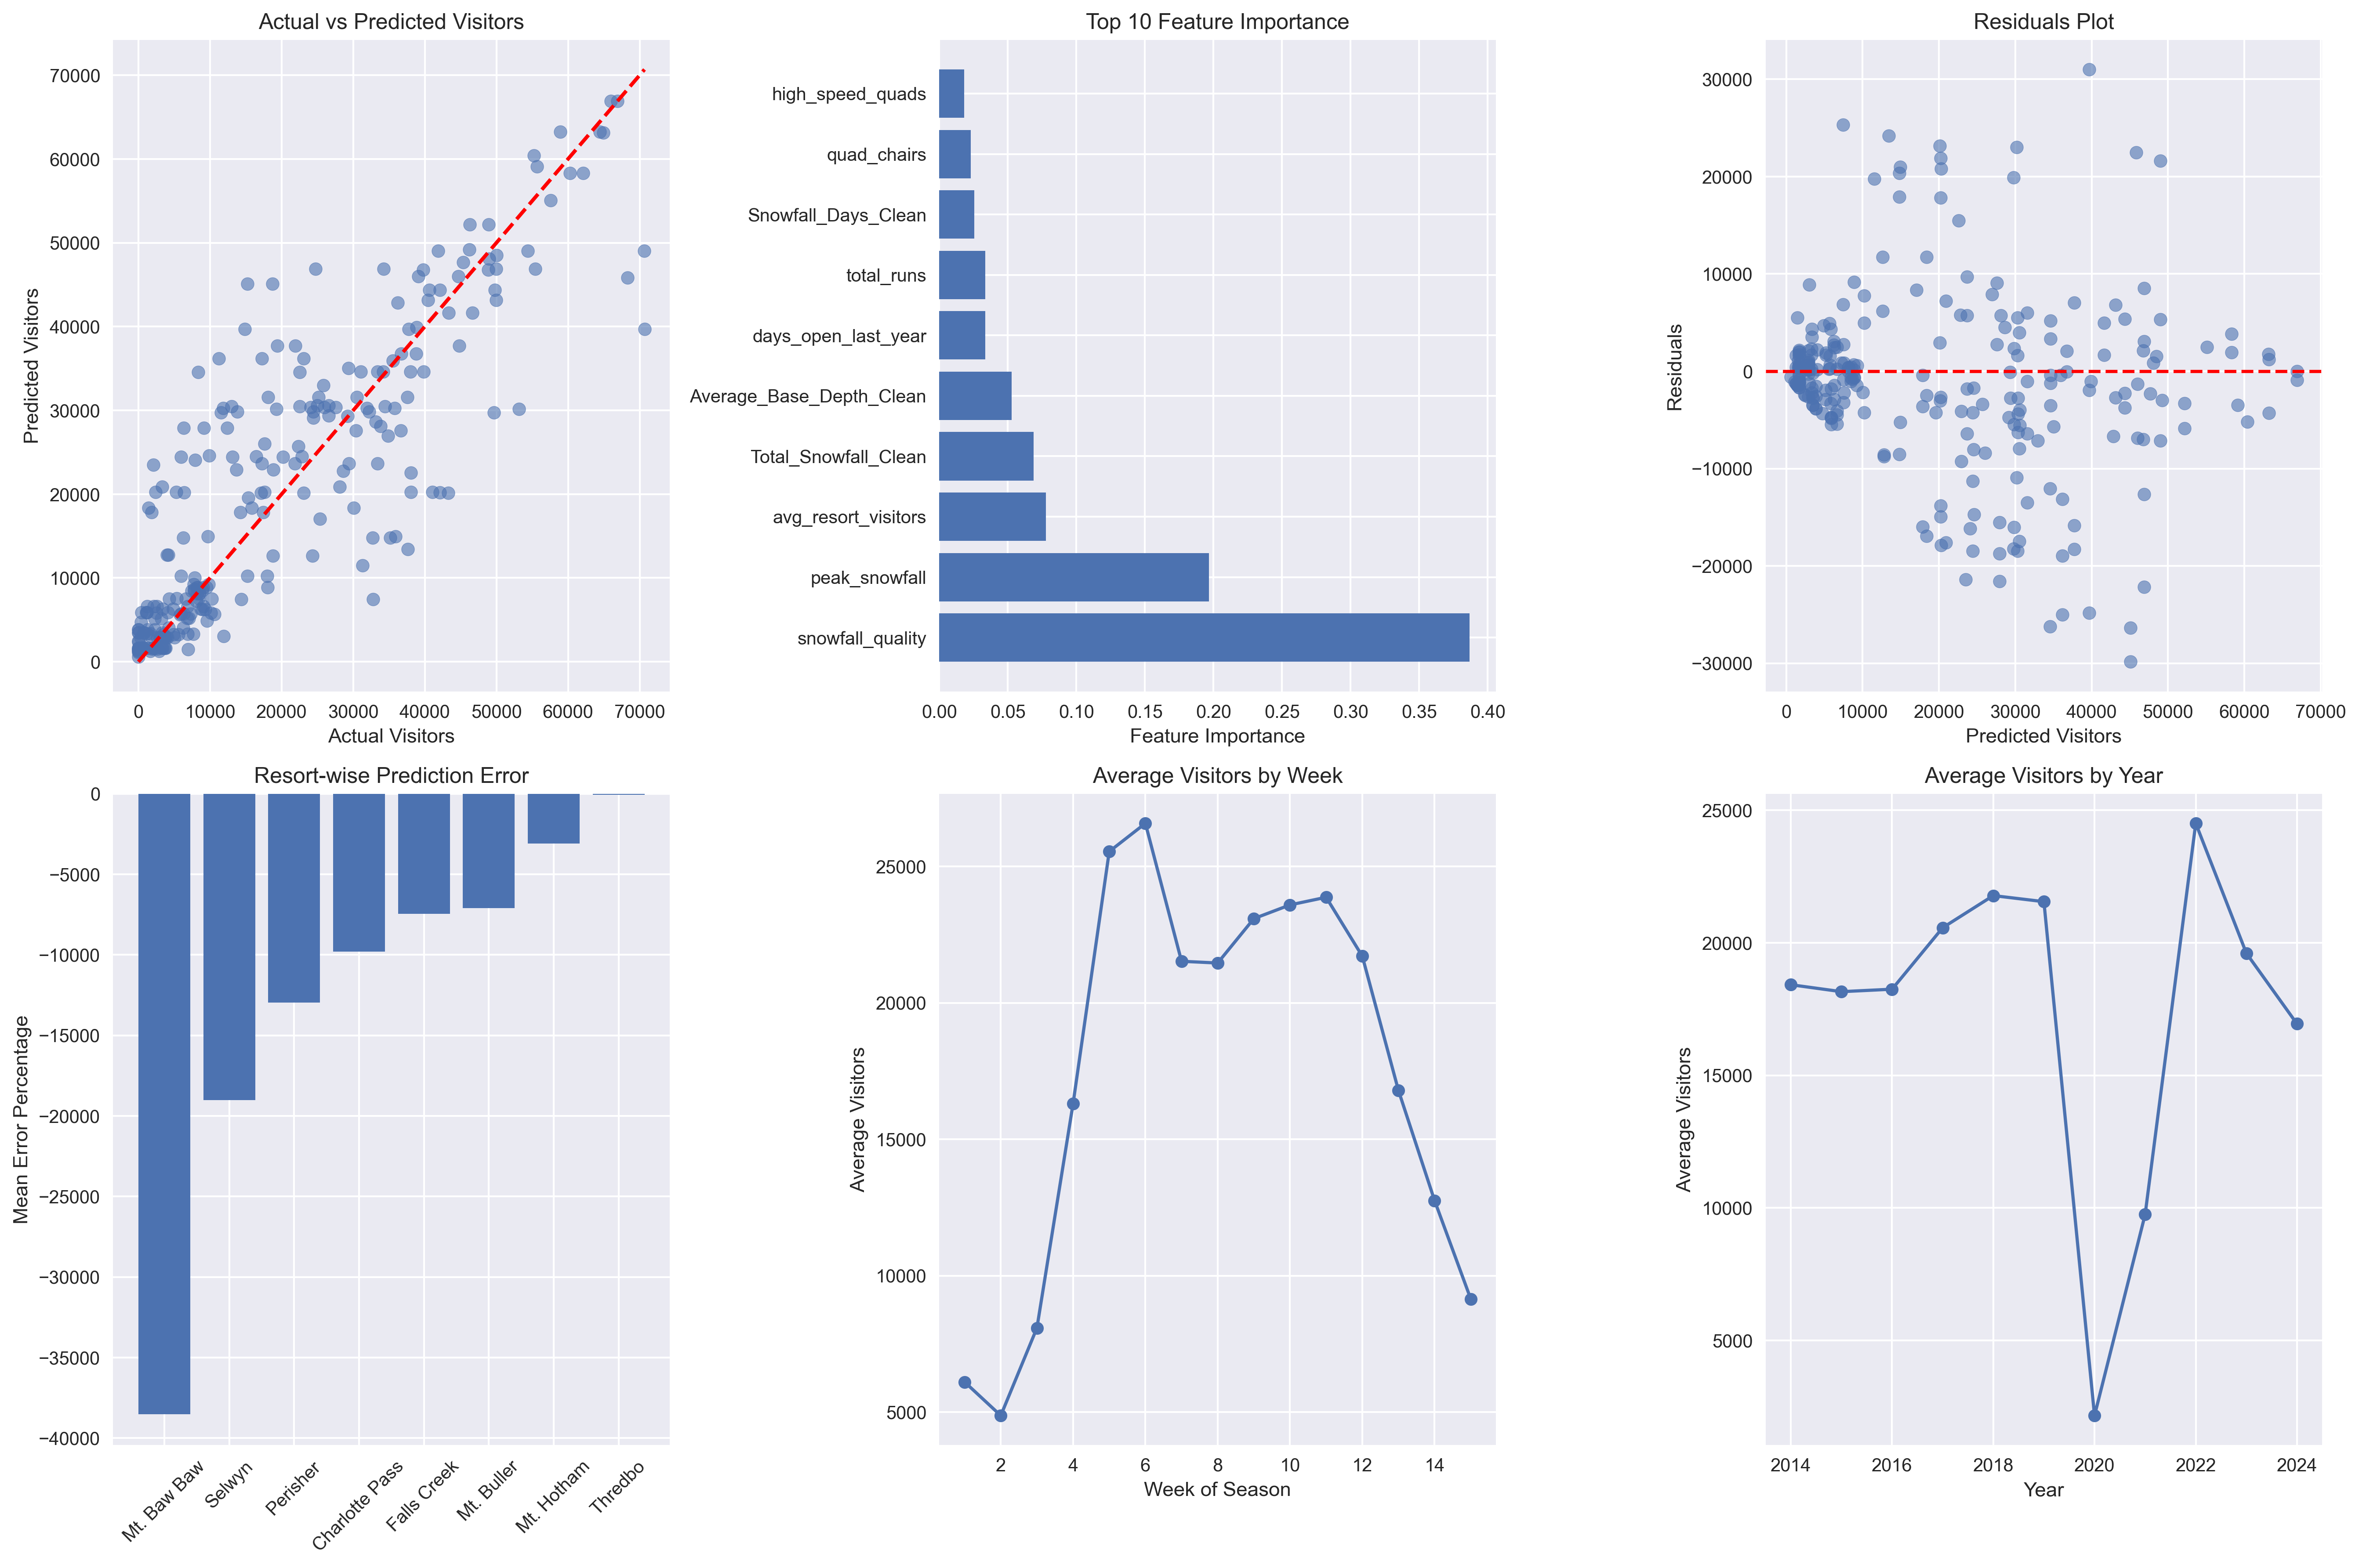 Actual vs Predicted Visitors
70000
60000
50000
40000
30000
20000
10000
0
Predicted Visitors
0 10000 20000 30000 40000 50000 60000 70000
Actual Visitors
Top 10 Feature Importance
high_speed_quads
quad_chairs
Snowfall_Days_Clean
total_runs
days_open_last_year
Average_Base_Depth_Clean
Total_Snowfall_Clean
avg_resort_visitors
peak_snowfall
snowfall_quality
0.00 0.05 0.10 0.15 0.20 0.25 0.30 0.35 0.40
Feature Importance
Residuals Plot
30000
20000
10000
0
−10000
−20000
−30000
Residuals
0 10000 20000 30000 40000 50000 60000 70000
Predicted Visitors
Resort-wise Prediction Error
0
−5000
−10000
−15000
−20000
−25000
−30000
−35000
−40000
Mean Error Percentage
Mt. Baw Baw
Selwyn
Perisher
Charlotte Pass
Falls Creek
Mt. Buller
Mt. Hotham
Thredbo
Average Visitors by Week
25000
20000
15000
10000
5000
Average Visitors
2 4 6 8 10 12 14
Week of Season
Average Visitors by Year
25000
20000
15000
10000
5000
Average Visitors
2014 2016 2018 2020 2022 2024
Year